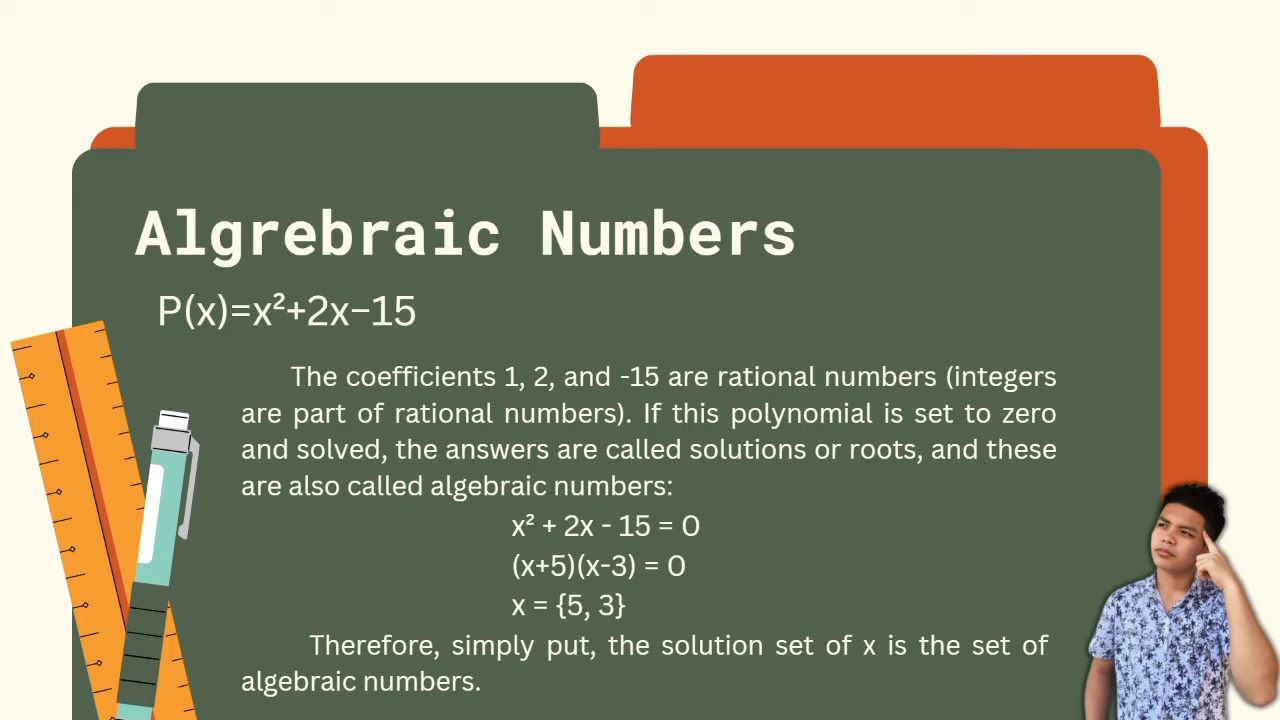 Algrebraic Numbers
P(x)=x²+2x−15
The coefficients 1, 2, and -15 are rational numbers (integers
are part of rational numbers). If this polynomial is set to zero
and solved, the answers are called solutions or roots, and these
are also called algebraic numbers:
x² + 2x - 15 = 0
(x+5)(x-3) = 0
x = {5, 3}
Therefore, simply put, the solution set of x is the set of
algebraic numbers.